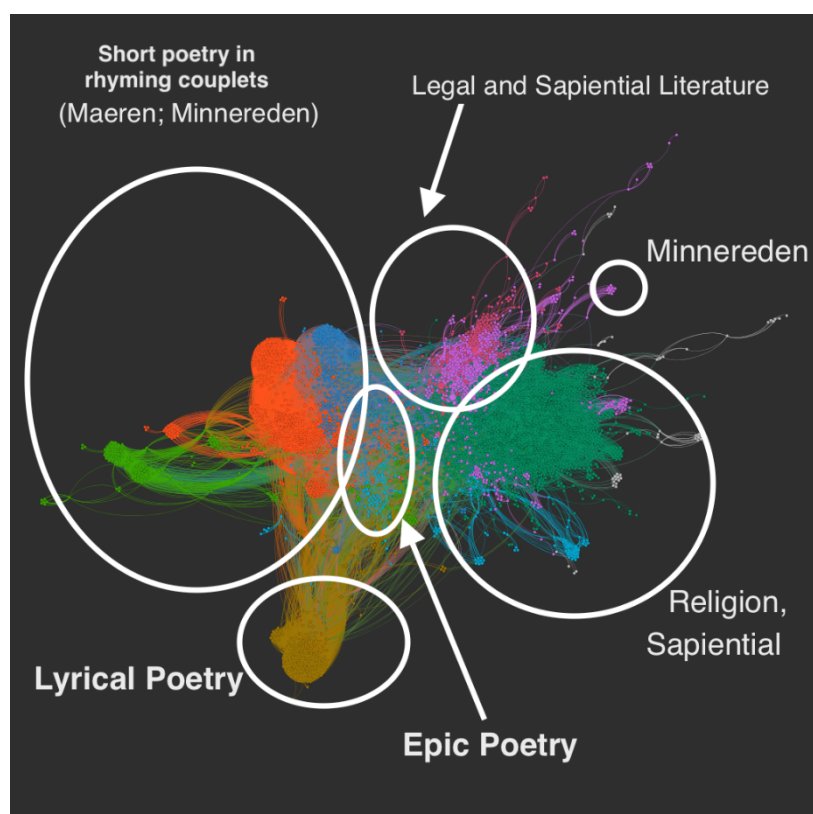 Short poetry in
rhyming couplets
(Maeren; Minnereden)
Legal and Sapiential Literature
Minnereden
Religion,
Sapiential
Lyrical Poetry
Epic Poetry